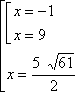 x = −1
x = 9
x = 5 √61 / 2